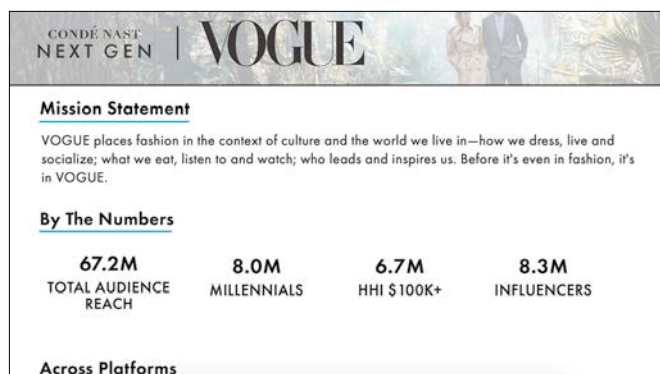 CONDÉ NAST
NEXT GEN
VOGUE
Mission Statement
VOGUE places fashion in the context of culture and the world we live in—how we dress, live and
socialize; what we eat, listen to and watch; who leads and inspires us. Before it's even in fashion, it's
in VOGUE.
By The Numbers
67.2M
TOTAL AUDIENCE
REACH
8.0M
MILLENNIALS
6.7M
HHI $100K+
8.3M
INFLUENCERS
Across Platforms